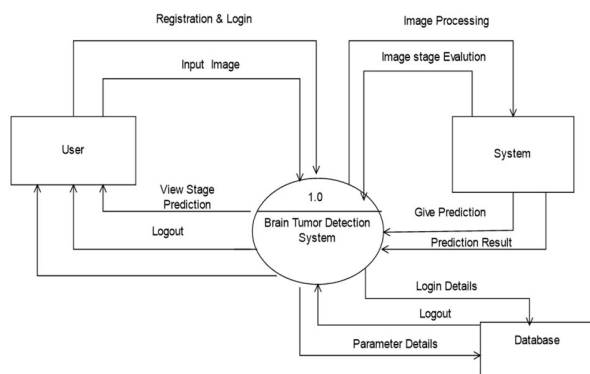 Registration & Login
Image Processing
Input Image
Image stage Evalution
User
System
1.0
View Stage
Prediction
Brain Tumor Detection
System
Give Prediction
Logout
Prediction Result
Login Details
Logout
Database
Parameter Details